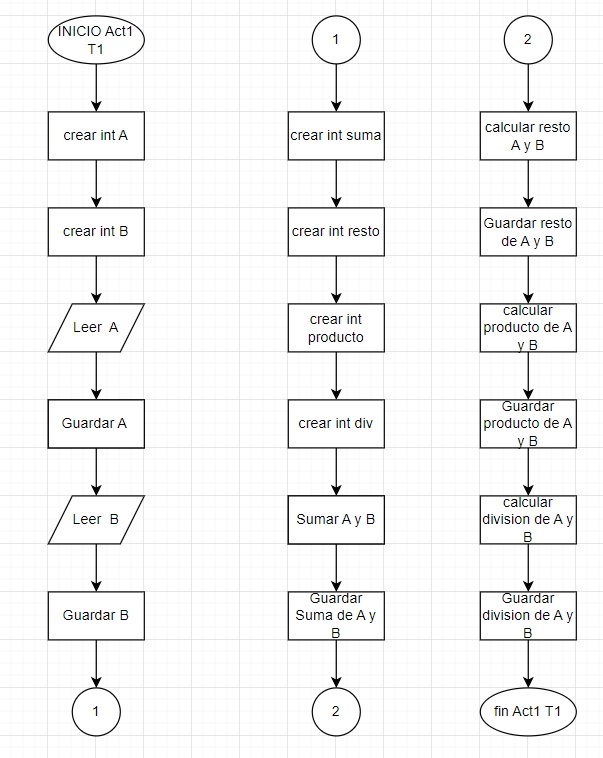 INICIO Act1
T1
crear int A
crear int B
Leer A
Guardar A
Leer B
Guardar B
1
1
crear int suma
crear int resto
crear int
producto
crear int div
Sumar A y B
Guardar
Suma de A y
B
2
2
calcular resto
A y B
Guardar resto
de A y B
calcular
producto de A
y B
Guardar
producto de A
y B
calcular
division de A y
B
Guardar
division de A y
B
fin Act1 T1